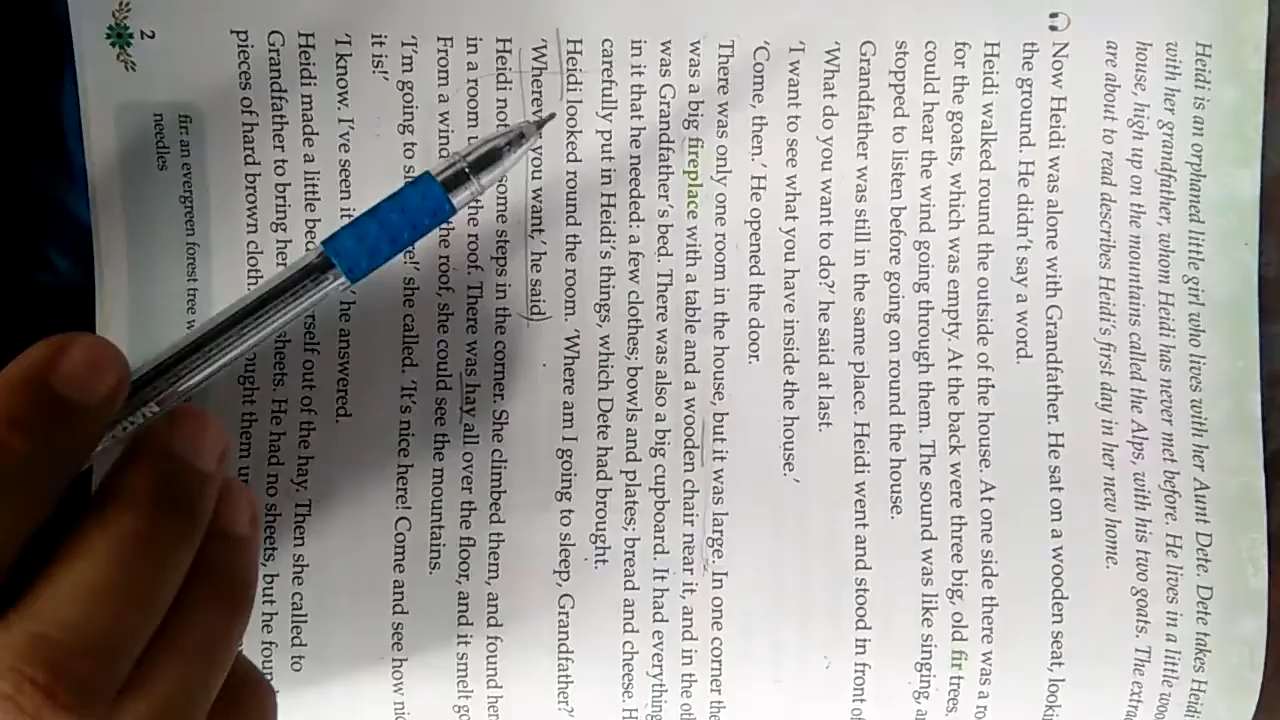 Heidi is an orphaned little girl who lives with her Aunt Dete. Dete takes Heidi
with her grandfather, whom Heidi has never met before. He lives in a little
house, high up on the mountains called the Alps, with his two goats. The
are about to read describes Heidi's first day in her new home.
Now Heidi was alone with Grandfather. He sat on a wooden seat,
the ground. He didn't say a word.
Heidi walked round the outside of the house. At one side there was a
for the goats, which was empty. At the back were three big, old fir trees.
could hear the wind going through them. The sound was like singing,
stopped to listen before going on round the house.
Grandfather was still in the same place. Heidi went and stood in front of
'What do you want to do?' he said at last.
'I want to see what you have inside the house.'
'Come, then.' He opened the door.
There was only one room in the house, but it was large. In one corner
was a big fireplace with a table and a wooden chair near it, and in the
was Grandfather's bed. There was also a big cupboard. It had everything
in it that he needed: a few clothes; bowls and plates; bread and cheese.
carefully put in Heidi's things, which Dete had brought.
Heidi looked round the room. 'Where am I going to sleep, Grandfather?'
you want,' he said)
Heidi some steps in the corner. She climbed them, and found
in a room the roof. There was hay all over the floor, and it smelt
From a the roof, she could see the mountains.
'I'm going to she called. 'It's nice here! Come and see how
it is!'
'I know. I've seen he answered.
Heidi made a little out of the hay. Then she called to
Grandfather to bring sheets. He had no sheets, but he
pieces of hard brown cloth. them
fir: an evergreen forest tree
needles
2